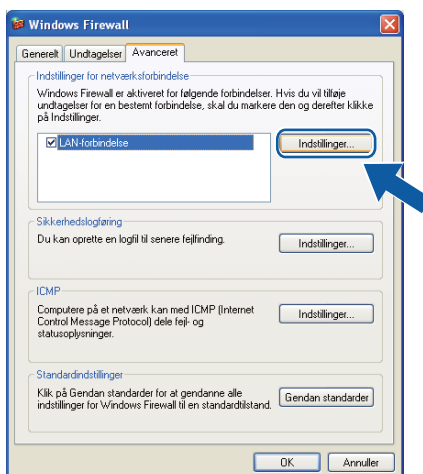 Windows Firewall
Generelt Undtagelser Avanceret
Indstillinger for netværksforbindelse
Windows Firewall er aktiveret for følgende forbindelser. Hvis du vil tilføje
undtagelser for en bestemt forbindelse, skal du markere den og derefter klikke
på Indstillinger.
LAN-forbindelse
Indstillinger...
Sikkerhedslogføring
Du kan oprette en logfil til senere fejlfinding.
Indstillinger...
ICMP
Computere på et netværk kan med ICMP (Internet
Control Message Protocol) dele fejl- og
statusoplysninger.
Indstillinger...
Standardindstillinger
Klik på Gendan standarder for at gendanne alle
indstillinger for Windows Firewall til en standardtilstand.
Gendan standarder
OK Annuller